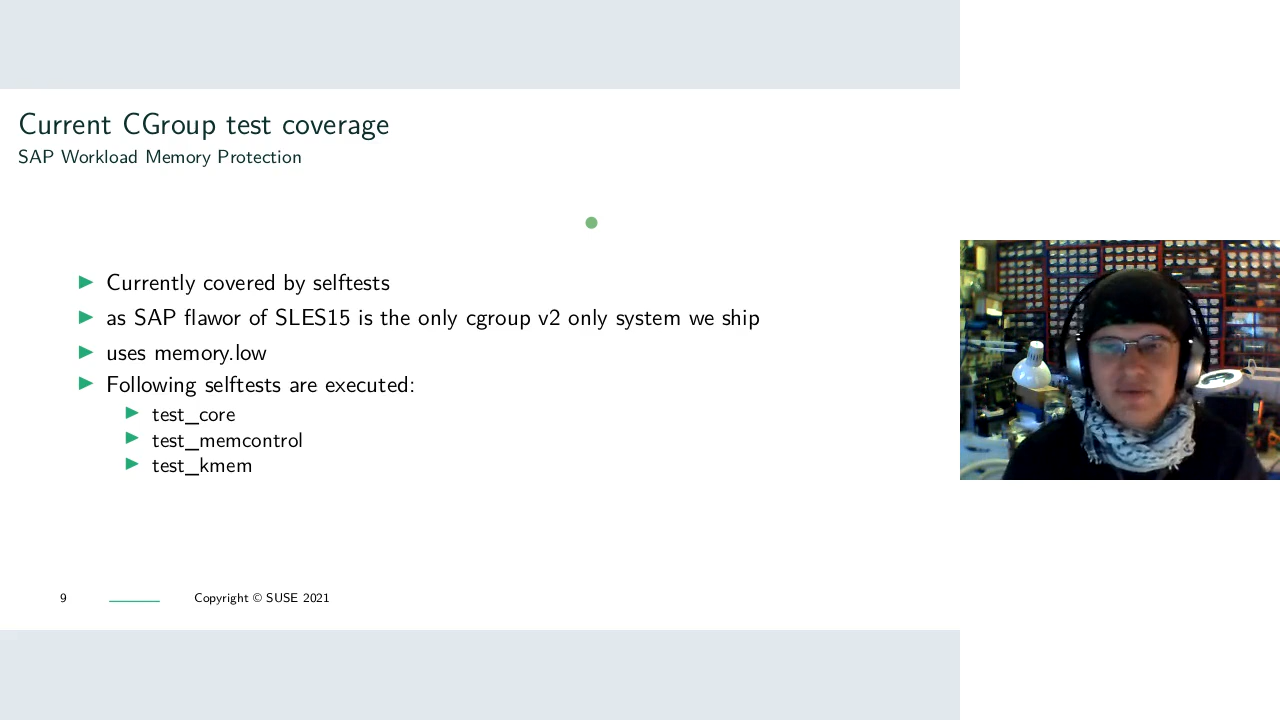 Current CGroup test coverage
SAP Workload Memory Protection
Currently covered by selftests
as SAP flawor of SLES15 is the only cgroup v2 only system we ship
uses memory.low
Following selftests are executed:
test_core
test_memcontrol
test_kmem
9
Copyright © SUSE 2021